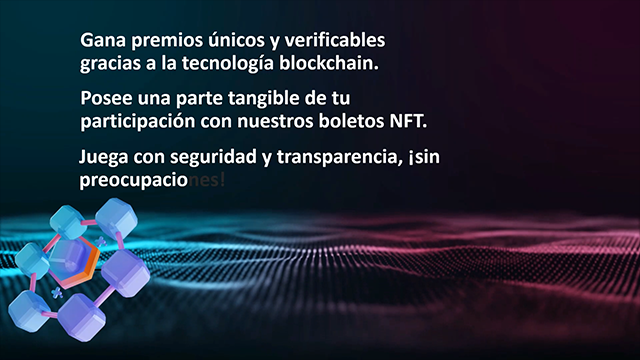 Gana premios únicos y verificables
gracias a la tecnología blockchain.
Posee una parte tangible de tu
participación con nuestros boletos NFT.
Juega con seguridad y transparencia, ¡sin
preocupaciones!